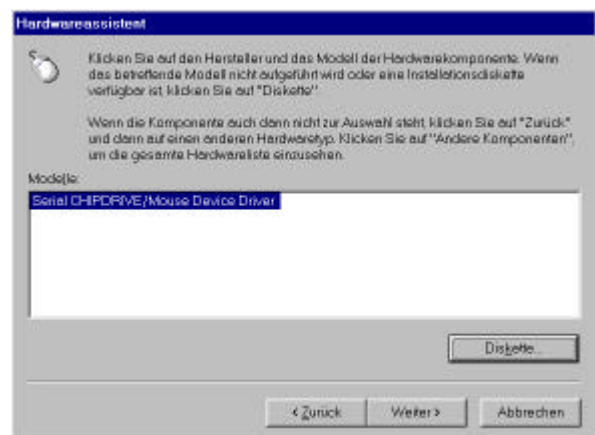 Hardwareassistent
Klicken Sie auf den Hersteller und das Modell der Hardwarekomponente. Wenn
das betreffende Modell nicht aufgeführt wird oder eine Installationsdiskette
verfügbar ist, klicken Sie auf "Diskette".
Wenn die Komponente auch dann nicht zur Auswahl steht, klicken Sie auf "Zurück"
und dann auf einen anderen Hardwaretyp. Klicken Sie auf "Andere Komponenten",
um die gesamte Hardwareliste einzusehen.
Modelle:
Serial CHIPDRIVE/Mouse Device Driver
Diskette...
< Zurück
Weiter >
Abbrechen